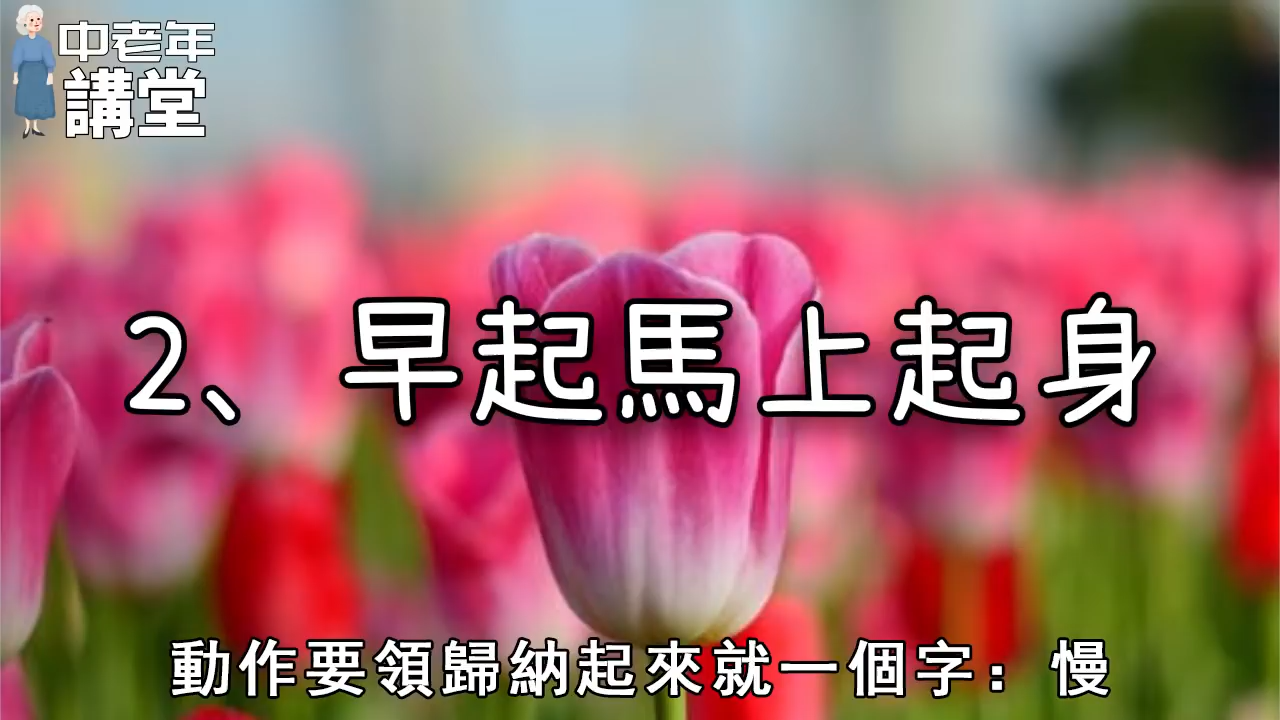 中老年
講堂
2、早起馬上起身
動作要領歸納起來就一個字：慢